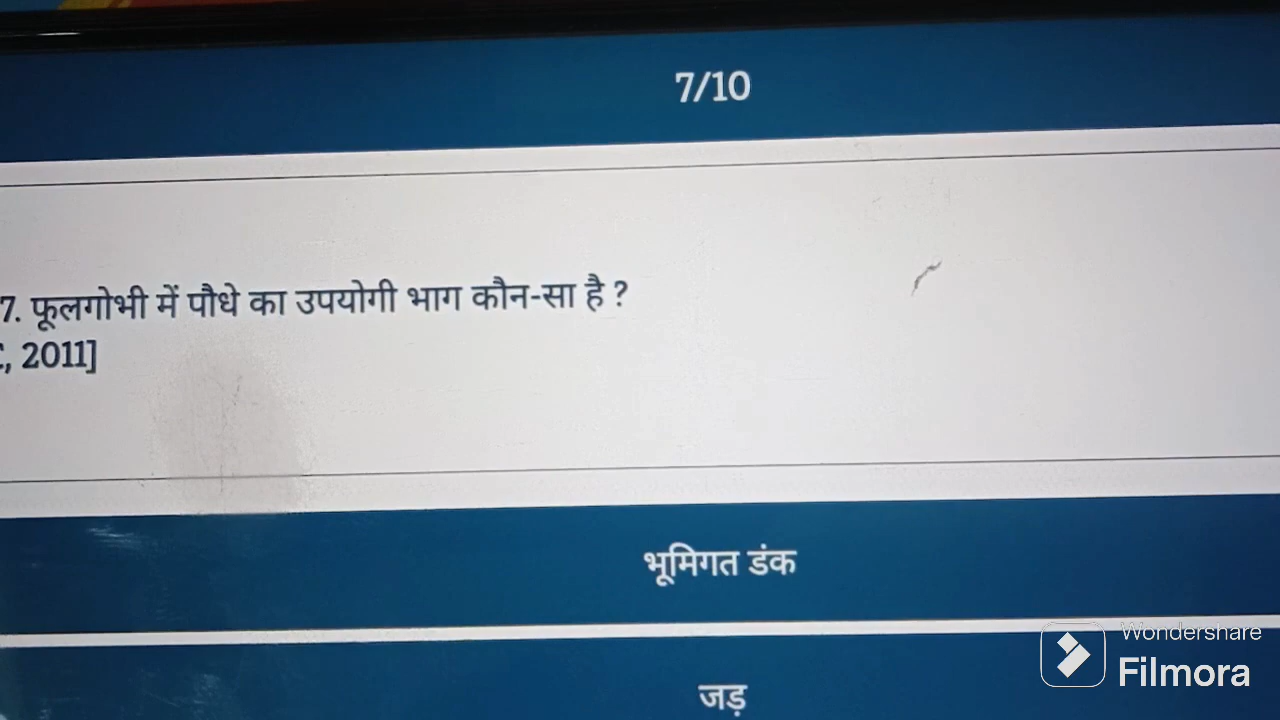 7/10
7. फूलगोभी में पौधे का उपयोगी भाग कौन-सा है ?
, 2011]
भूमिगत डंक
जड़
Wondershare
Filmora